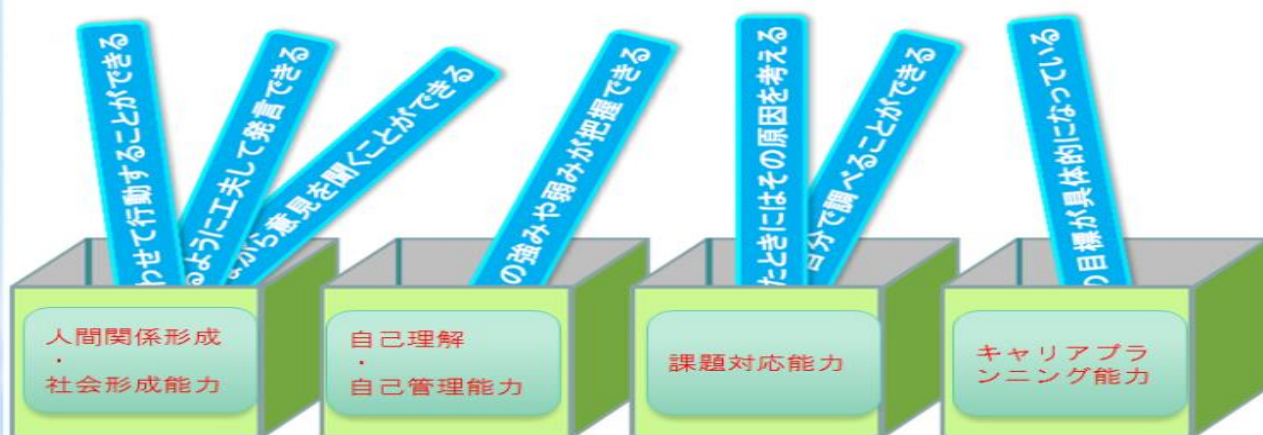 わせて行動することができる
るように工夫して発言できる
ながら意見を聞くことができる
の強みや弱みが把握できる
たときにはその原因を考える
自分で調べることができる
の目標が具体的になっている
人間関係形成
・
社会形成能力
自己理解
・
自己管理能力
課題対応能力
キャリアプラ
ンニング能力